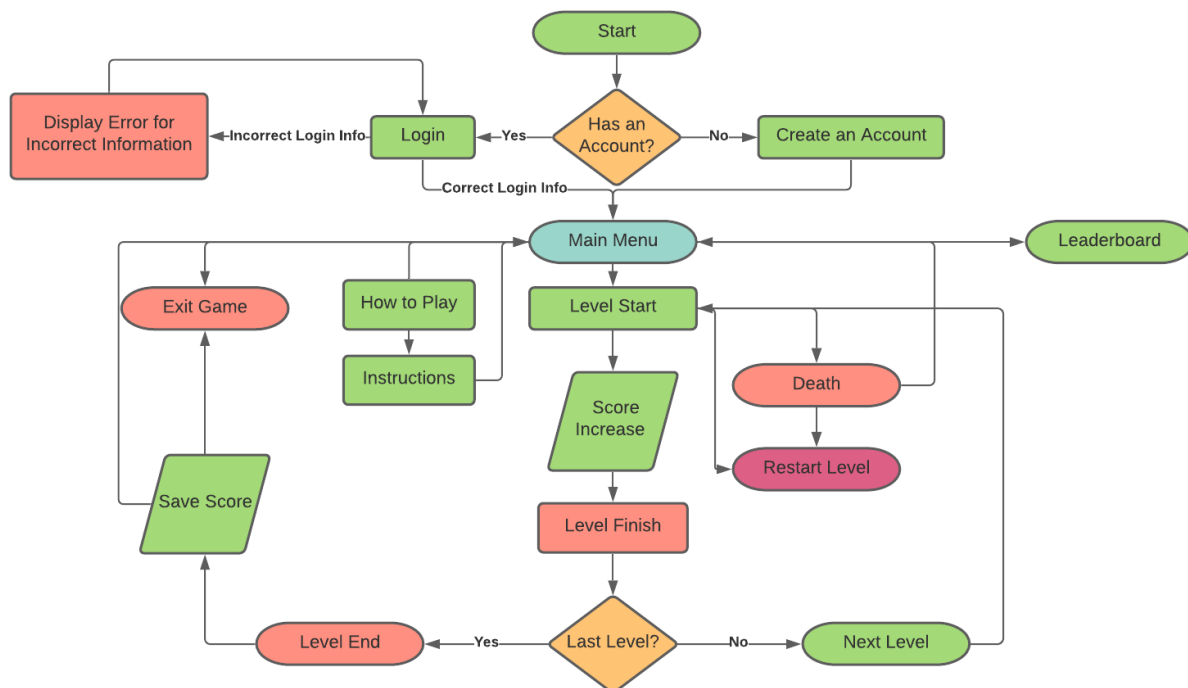 Start
Display Error for
Incorrect Information
Incorrect Login Info
Login
Yes
Has an
Account?
No
Create an Account
Correct Login Info
Main Menu
Leaderboard
Exit Game
How to Play
Level Start
Instructions
Death
Score
Increase
Restart Level
Save Score
Level Finish
Level End
Yes
Last Level?
No
Next Level